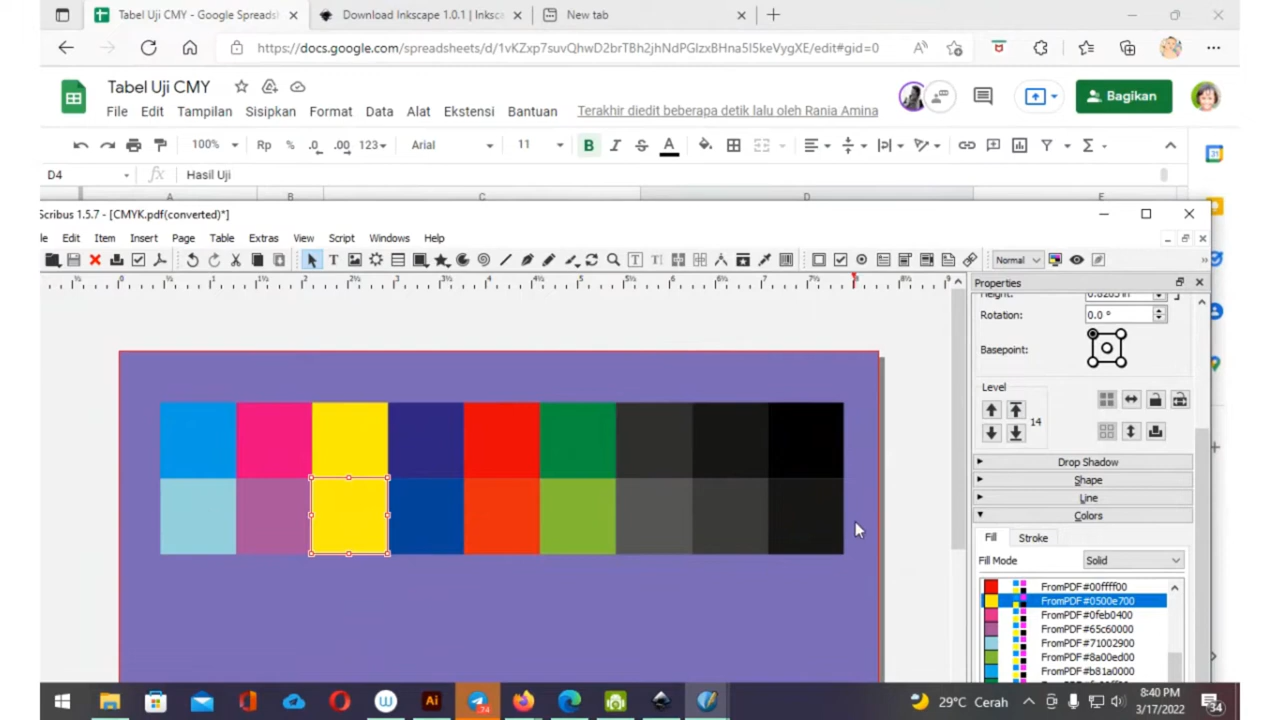 Tabel Uji CMY - Google Spreadsh
Download Inkscape 1.0.1 | Inksc
New tab
https://docs.google.com/spreadsheets/d/1vKZxp7suvQhwD2brTBh2jhNdPGlzxBHna5I5keVygXE/edit#gid=0
Tabel Uji CMY
File Edit Tampilan Sisipkan Format Data Alat Ekstensi Bantuan Terakhir diedit beberapa detik lalu oleh Rania Amina
Bagikan
100% Rp % .0 .00 123 Arial 11 B I S A
D4 fx Hasil Uji
A B C D E
Scribus 1.5.7 - [CMYK.pdf(converted)*]
le Edit Item Insert Page Table Extras View Script Windows Help
Normal
Properties
Rotation: 0.0 °
Basepoint:
Level
14
Drop Shadow
Shape
Line
Colors
Fill Stroke
Fill Mode Solid
FromPDF#00ffff00
FromPDF#0500e700
FromPDF#0feb0400
FromPDF#65c60000
FromPDF#71002900
FromPDF#8a00ed00
FromPDF#b81a0000
29°C Cerah
8:40 PM
3/17/2022
34